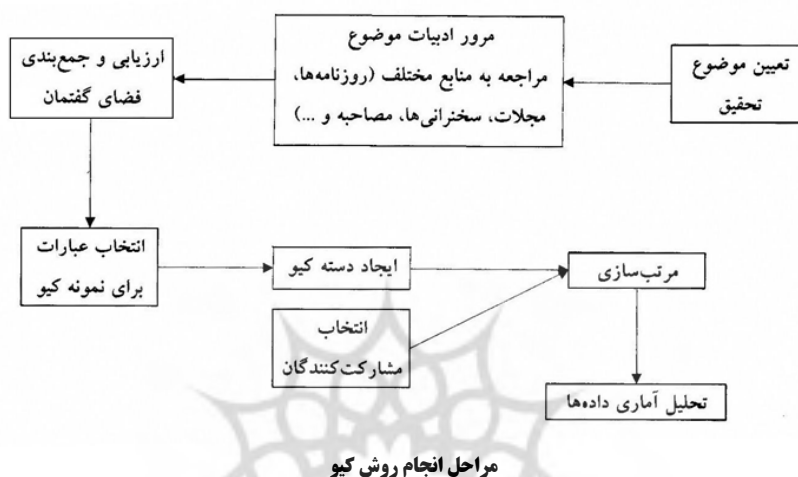 تعیین موضوع
تحقیق
مرور ادبیات موضوع
مراجعه به منابع مختلف (روزنامه‌ها،
مجلات، سخنرانی‌ها، مصاحبه و ...)
ارزیابی و جمع‌بندی
فضای گفتمان
انتخاب عبارات
برای نمونه کیو
ایجاد دسته کیو
انتخاب
مشارکت‌کنندگان
مرتب‌سازی
تحلیل آماری داده‌ها
مراحل انجام روش کیو